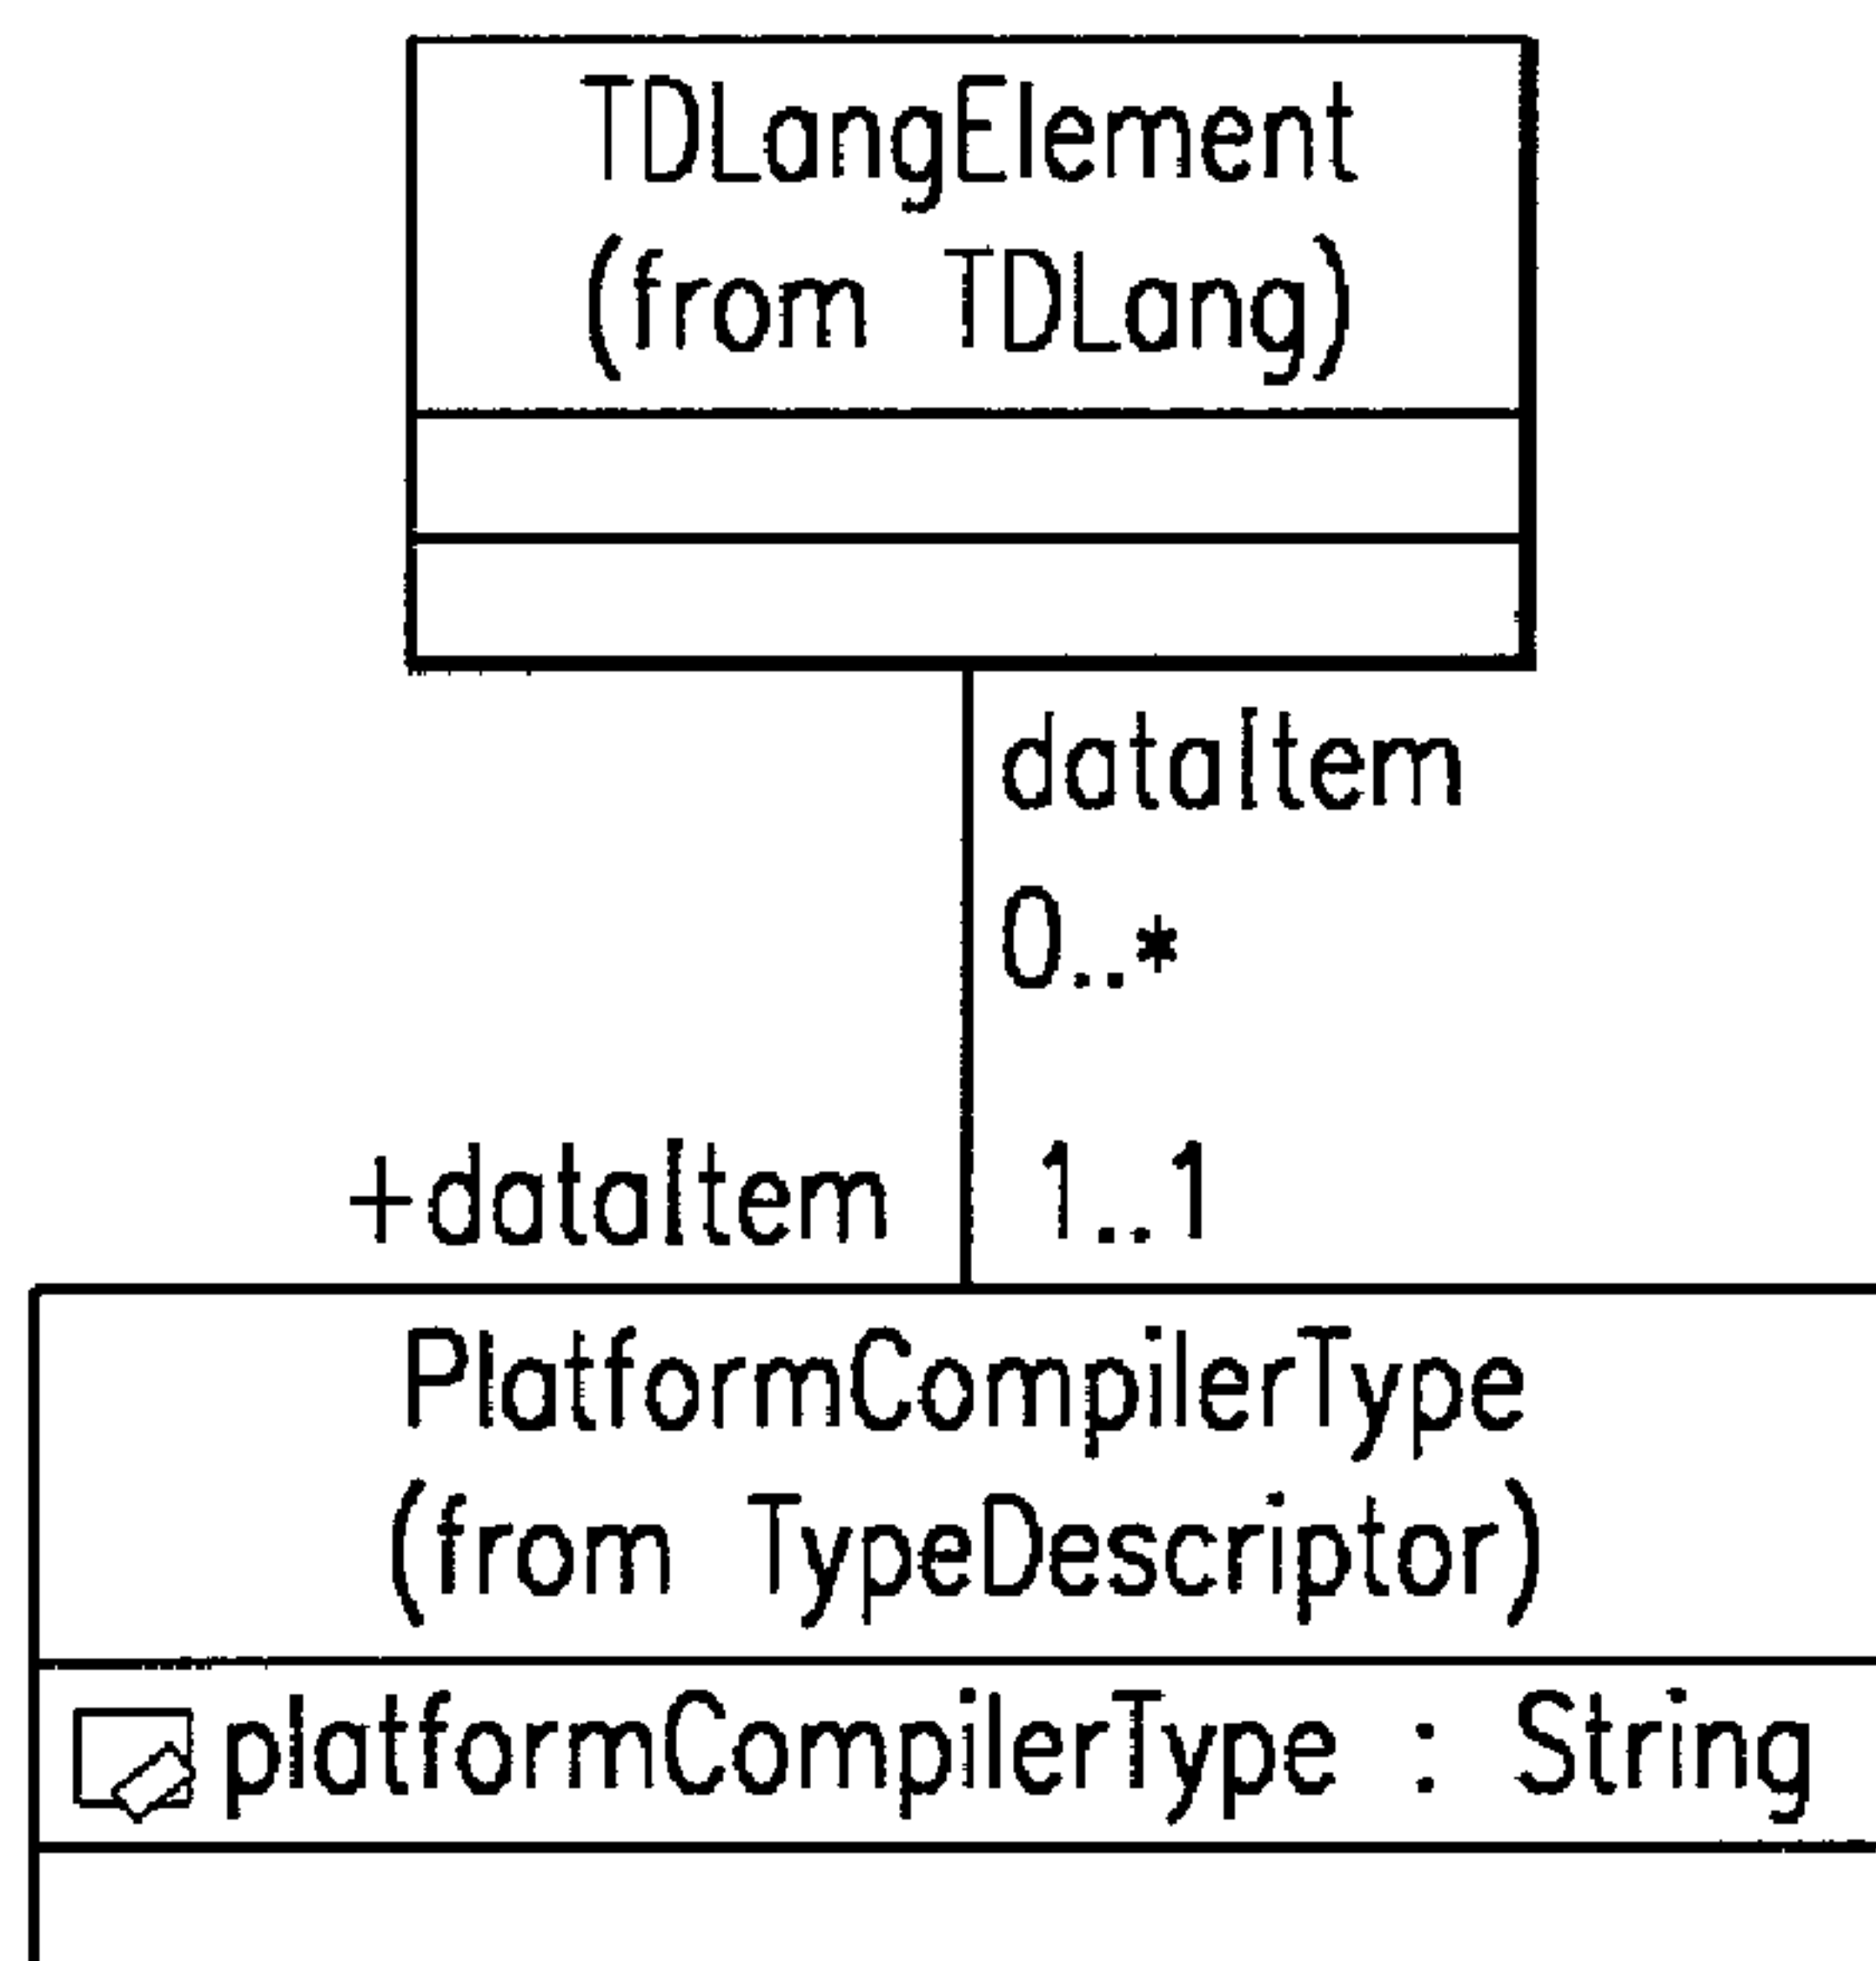 TDLangElement
(from TDLang)
dataItem
0..*
+dataItem 1..1
PlatformCompilerType
(from TypeDescriptor)
platformCompilerType : String